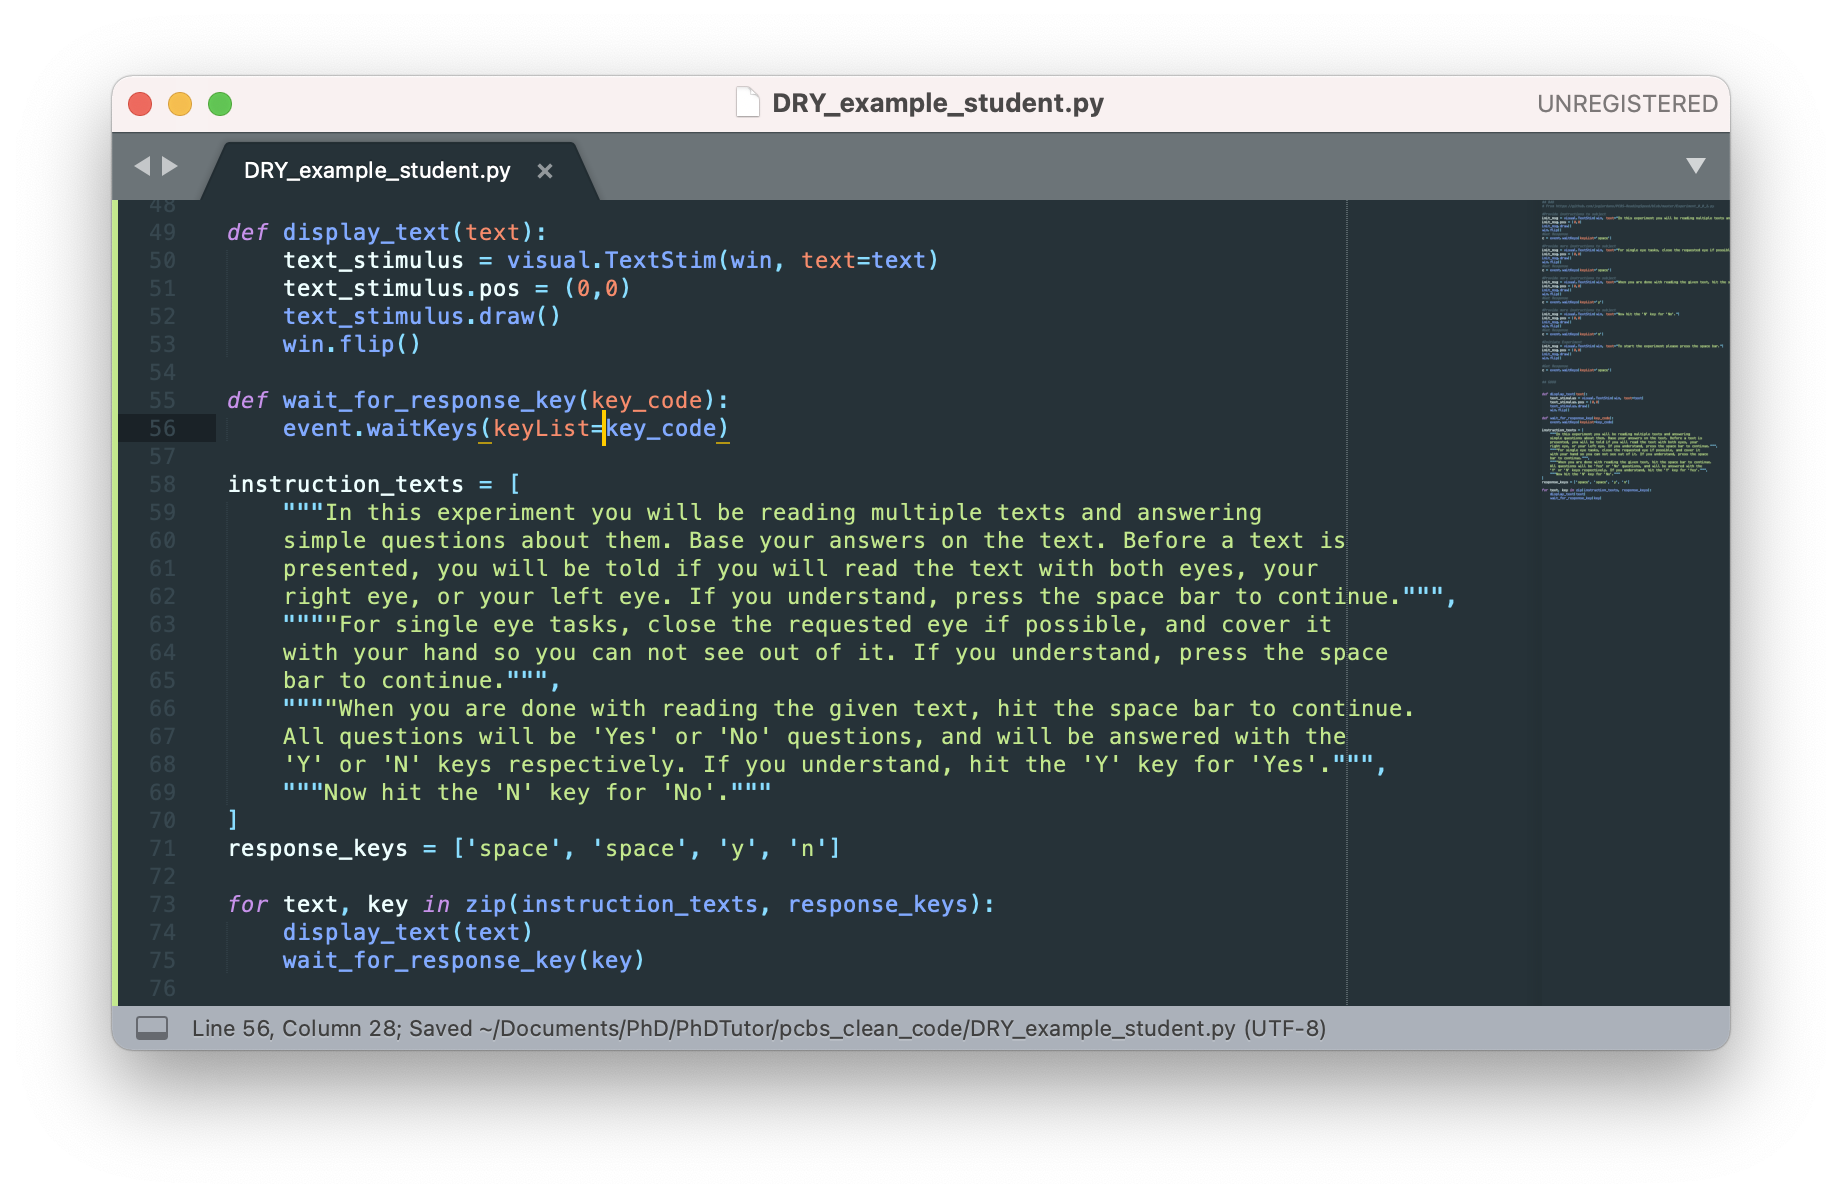 DRY_example_student.py
UNREGISTERED
DRY_example_student.py ×
48
49 def display_text(text):
50     text_stimulus = visual.TextStim(win, text=text)
51     text_stimulus.pos = (0,0)
52     text_stimulus.draw()
53     win.flip()
54
55 def wait_for_response_key(key_code):
56     event.waitKeys(keyList=key_code)
57
58 instruction_texts = [
59     """In this experiment you will be reading multiple texts and answering
60     simple questions about them. Base your answers on the text. Before a text is
61     presented, you will be told if you will read the text with both eyes, your
62     right eye, or your left eye. If you understand, press the space bar to continue.""",
63     """"For single eye tasks, close the requested eye if possible, and cover it
64     with your hand so you can not see out of it. If you understand, press the space
65     bar to continue.""",
66     """"When you are done with reading the given text, hit the space bar to continue.
67     All questions will be 'Yes' or 'No' questions, and will be answered with the
68     'Y' or 'N' keys respectively. If you understand, hit the 'Y' key for 'Yes'.""",
69     """Now hit the 'N' key for 'No'."""
70 ]
71 response_keys = ['space', 'space', 'y', 'n']
72
73 for text, key in zip(instruction_texts, response_keys):
74     display_text(text)
75     wait_for_response_key(key)
76
Line 56, Column 28; Saved ~/Documents/PhD/PhDTutor/pcbs_clean_code/DRY_example_student.py (UTF-8)